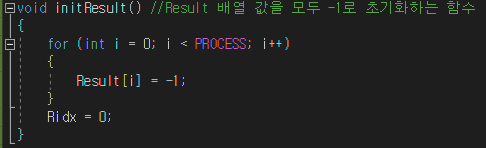 void initResult() //Result 배열 값을 모두 -1로 초기화하는 함수
{
for (int i = 0; i < PROCESS; i++)
{
Result[i] = -1;
}
Ridx = 0;
}